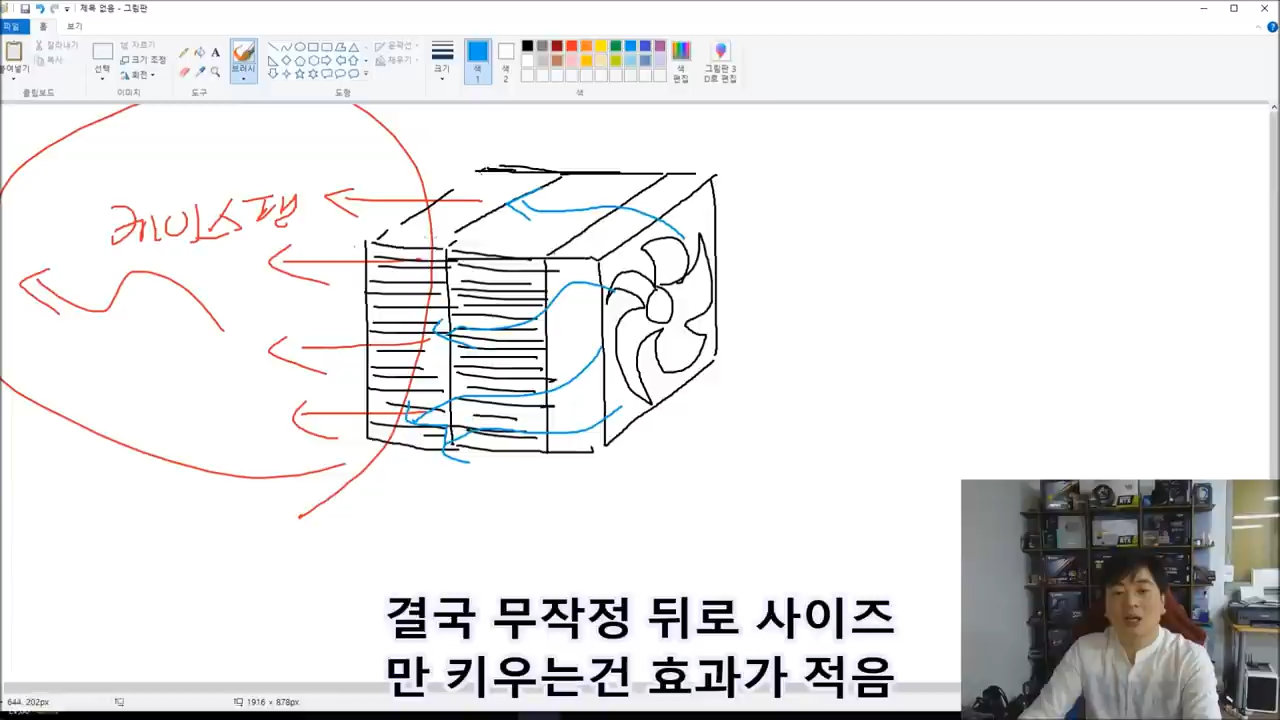 제목 없음 - 그림판
파일 홈 보기
붙여넣기
잘라내기
복사
클립보드
선택
자르기
크기 조정
회전
이미지
A
도구
브러시
윤곽선
채우기
도형
크기
색 1
색 2
색 편집
그림판 3D로 편집
색
케이스팬
결국 무작정 뒤로 사이즈
만 키우는건 효과가 적음
644, 202px
1916 × 878px